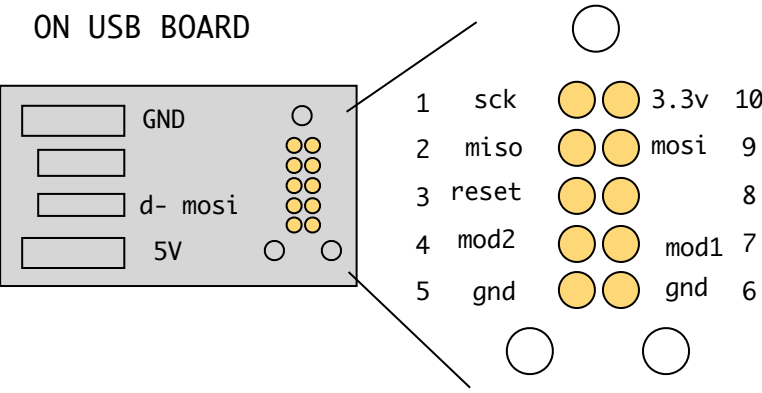 ON USB BOARD
GND
d- mosi
5V
1 sck 3.3v 10
2 miso mosi 9
3 reset 8
4 mod2 mod1 7
5 gnd gnd 6